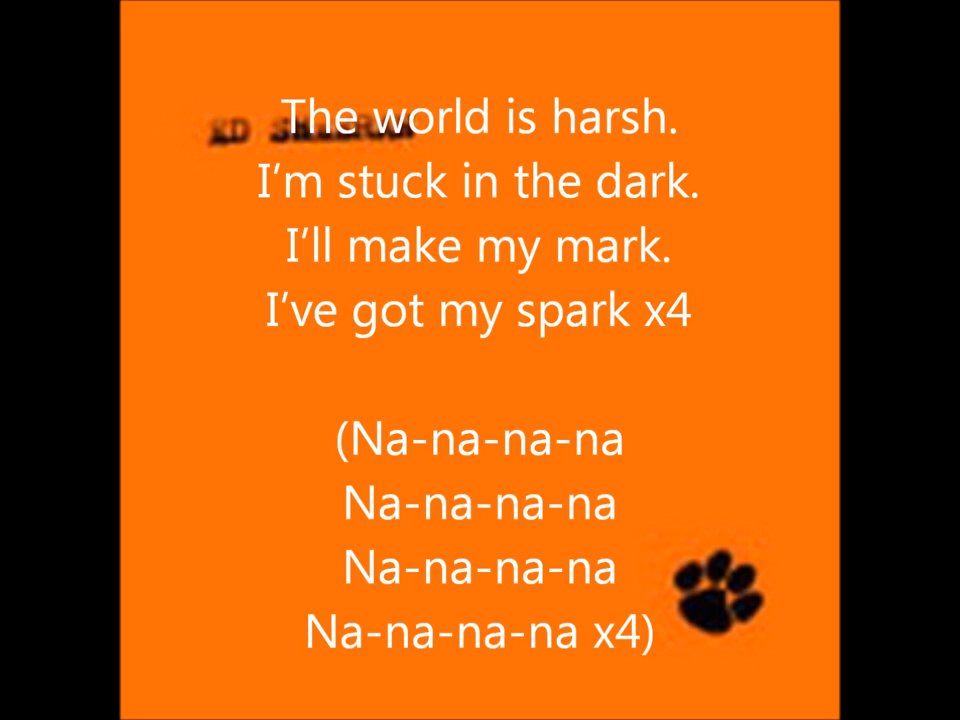 The world is harsh.
I’m stuck in the dark.
I’ll make my mark.
I’ve got my spark x4
(Na-na-na-na
Na-na-na-na
Na-na-na-na
Na-na-na-na x4)